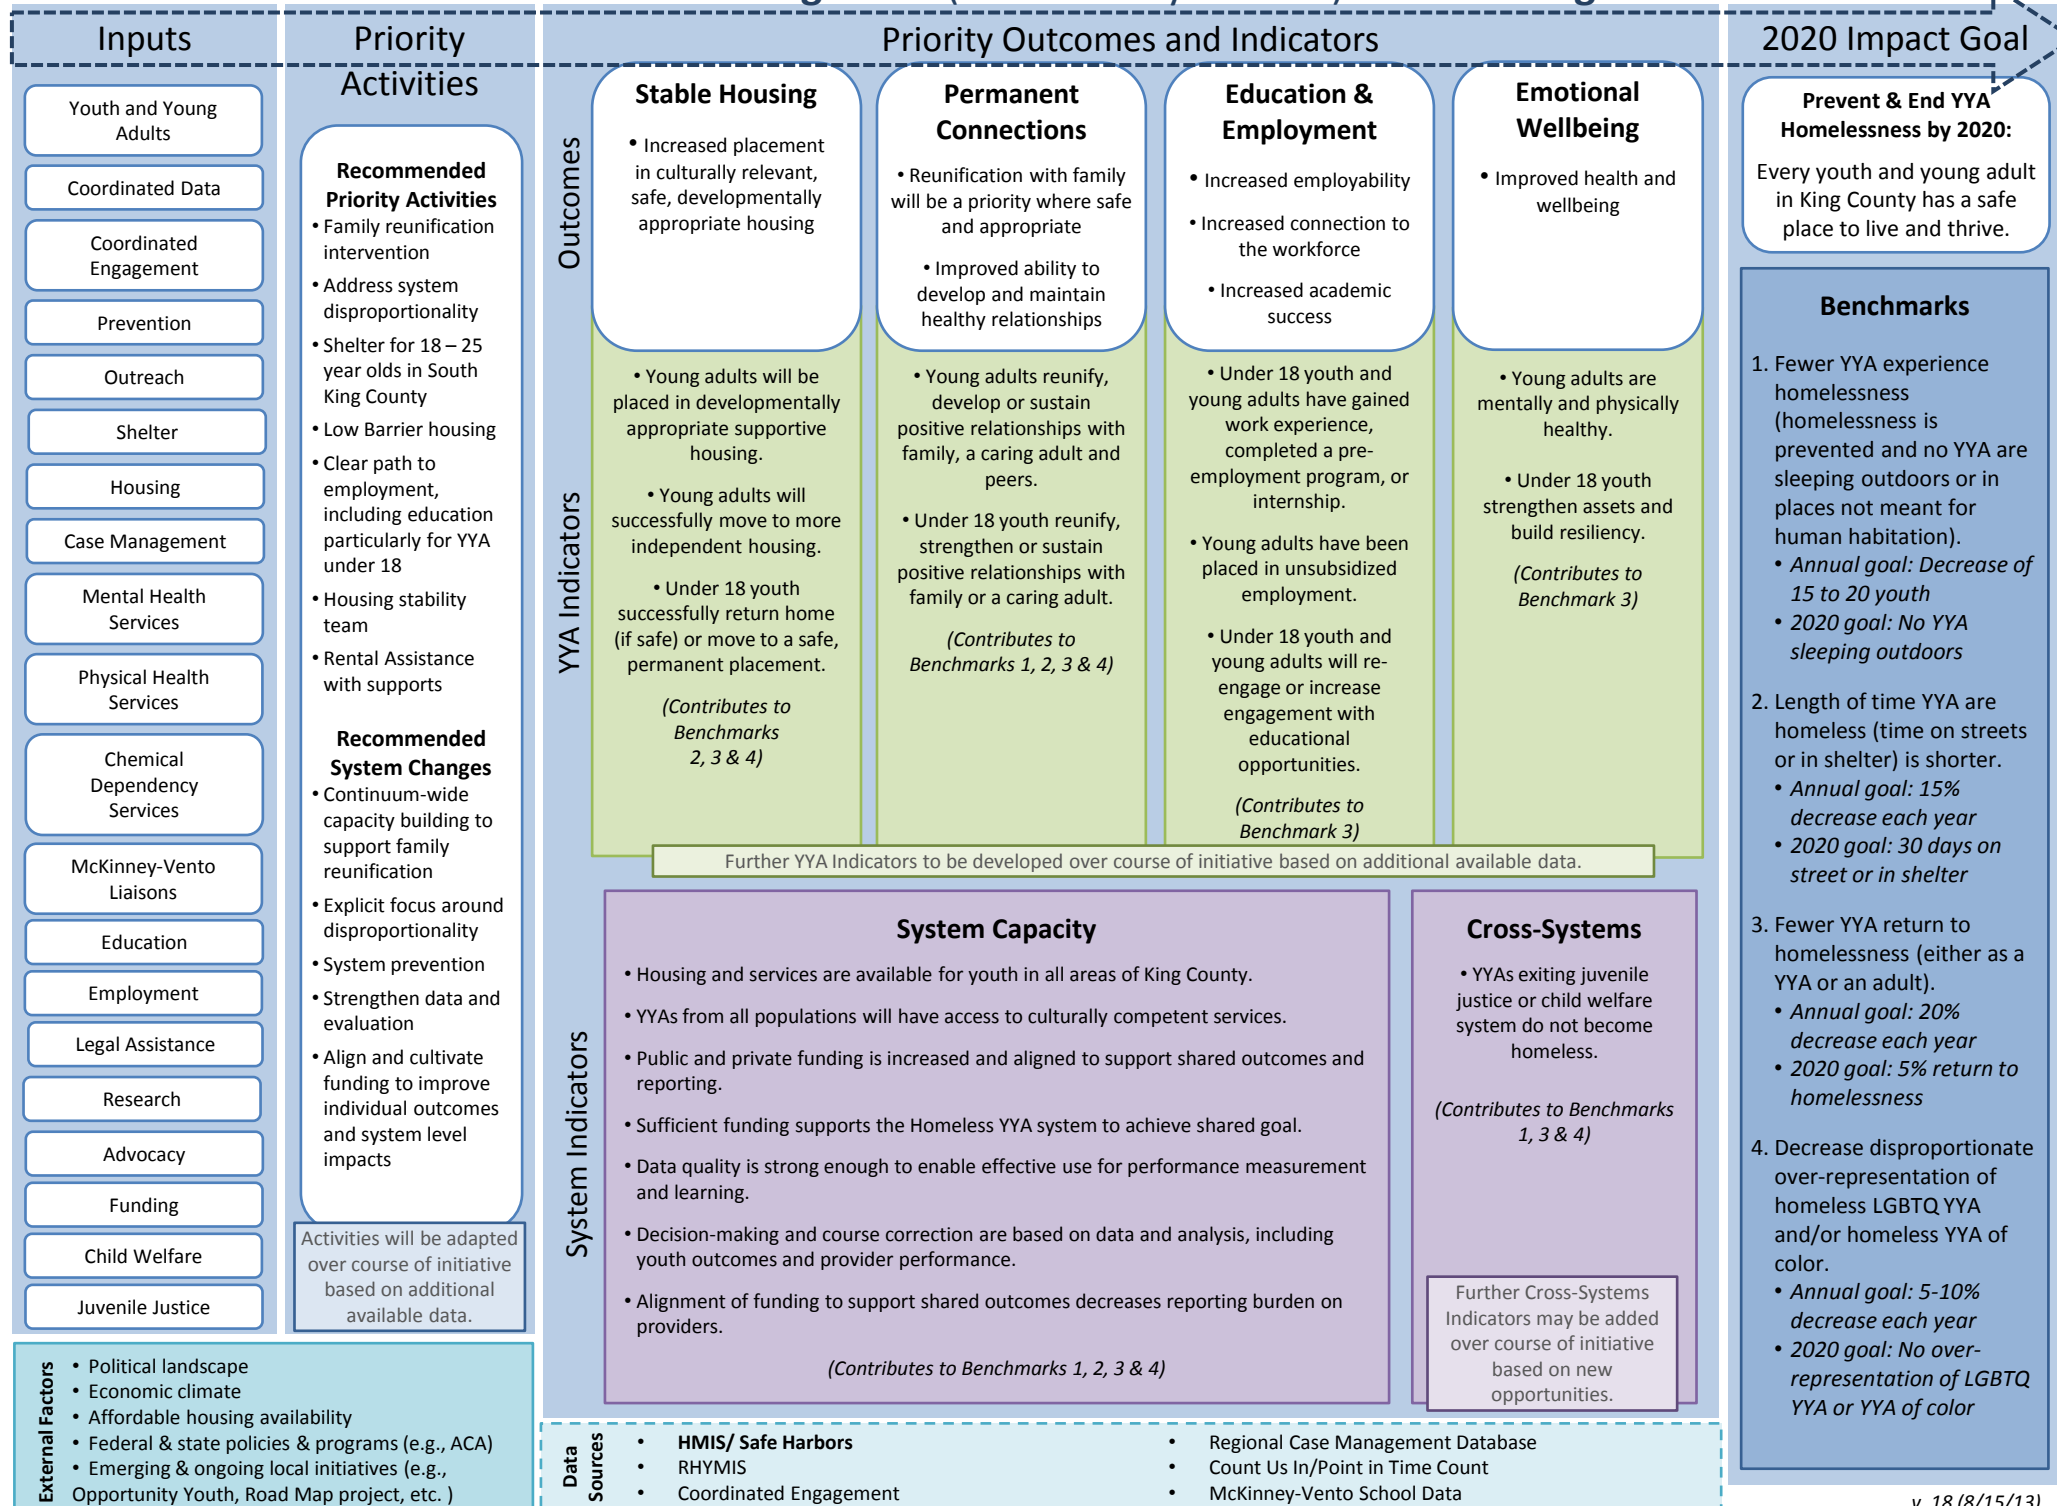 Inputs
Youth and Young
Adults
Coordinated Data
Coordinated
Engagement
Prevention
Outreach
Shelter
Housing
Case Management
Mental Health
Services
Physical Health
Services
Chemical
Dependency
Services
McKinney-Vento
Liaisons
Education
Employment
Legal Assistance
Research
Advocacy
Funding
Child Welfare
Juvenile Justice
Priority
Activities
Recommended
Priority Activities
• Family reunification
intervention
• Address system
disproportionality
• Shelter for 18 – 25
year olds in South
King County
• Low Barrier housing
• Clear path to
employment,
including education
particularly for YYA
under 18
• Housing stability
team
• Rental Assistance
with supports
Recommended
System Changes
• Continuum-wide
capacity building to
support family
reunification
• Explicit focus around
disproportionality
• System prevention
• Strengthen data and
evaluation
• Align and cultivate
funding to improve
individual outcomes
and system level
impacts
Activities will be adapted
over course of initiative
based on additional
available data.
Priority Outcomes and Indicators
Outcomes
Stable Housing
• Increased placement
in culturally relevant,
safe, developmentally
appropriate housing
Permanent
Connections
• Reunification with family
will be a priority where safe
and appropriate
• Improved ability to
develop and maintain
healthy relationships
Education &
Employment
• Increased employability
• Increased connection to
the workforce
• Increased academic
success
Emotional
Wellbeing
• Improved health and
wellbeing
YYA Indicators
• Young adults will be
placed in developmentally
appropriate supportive
housing.
• Young adults will
successfully move to more
independent housing.
• Under 18 youth
successfully return home
(if safe) or move to a safe,
permanent placement.
(Contributes to
Benchmarks
2, 3 & 4)
• Young adults reunify,
develop or sustain
positive relationships with
family, a caring adult and
peers.
• Under 18 youth reunify,
strengthen or sustain
positive relationships with
family or a caring adult.
(Contributes to
Benchmarks 1, 2, 3 & 4)
• Under 18 youth and
young adults have gained
work experience,
completed a pre-
employment program, or
internship.
• Young adults have been
placed in unsubsidized
employment.
• Under 18 youth and
young adults will re-
engage or increase
engagement with
educational
opportunities.
(Contributes to
Benchmark 3)
• Young adults are
mentally and physically
healthy.
• Under 18 youth
strengthen assets and
build resiliency.
(Contributes to
Benchmark 3)
Further YYA Indicators to be developed over course of initiative based on additional available data.
System Indicators
System Capacity
• Housing and services are available for youth in all areas of King County.
• YYAs from all populations will have access to culturally competent services.
• Public and private funding is increased and aligned to support shared outcomes and
reporting.
• Sufficient funding supports the Homeless YYA system to achieve shared goal.
• Data quality is strong enough to enable effective use for performance measurement
and learning.
• Decision-making and course correction are based on data and analysis, including
youth outcomes and provider performance.
• Alignment of funding to support shared outcomes decreases reporting burden on
providers.
(Contributes to Benchmarks 1, 2, 3 & 4)
Cross-Systems
• YYAs exiting juvenile
justice or child welfare
system do not become
homeless.
(Contributes to Benchmarks
1, 3 & 4)
Further Cross-Systems
Indicators may be added
over course of initiative
based on new
opportunities.
2020 Impact Goal
Prevent & End YYA
Homelessness by 2020:
Every youth and young adult
in King County has a safe
place to live and thrive.
Benchmarks
1. Fewer YYA experience
homelessness
(homelessness is
prevented and no YYA are
sleeping outdoors or in
places not meant for
human habitation).
• Annual goal: Decrease of
15 to 20 youth
• 2020 goal: No YYA
sleeping outdoors
2. Length of time YYA are
homeless (time on streets
or in shelter) is shorter.
• Annual goal: 15%
decrease each year
• 2020 goal: 30 days on
street or in shelter
3. Fewer YYA return to
homelessness (either as a
YYA or an adult).
• Annual goal: 20%
decrease each year
• 2020 goal: 5% return to
homelessness
4. Decrease disproportionate
over-representation of
homeless LGBTQ YYA
and/or homeless YYA of
color.
• Annual goal: 5-10%
decrease each year
• 2020 goal: No over-
representation of LGBTQ
YYA or YYA of color
External Factors
• Political landscape
• Economic climate
• Affordable housing availability
• Federal & state policies & programs (e.g., ACA)
• Emerging & ongoing local initiatives (e.g.,
Opportunity Youth, Road Map project, etc. )
Data
Sources
• HMIS/ Safe Harbors
• RHYMIS
• Coordinated Engagement
• Regional Case Management Database
• Count Us In/Point in Time Count
• McKinney-Vento School Data
v. 18 (8/15/13)